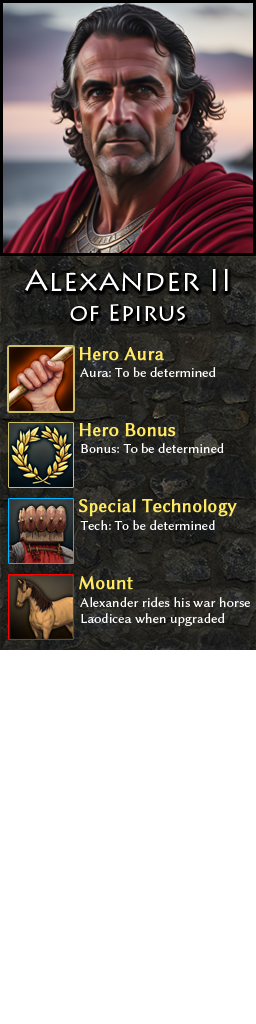 Alexander II
of Epirus
Hero Aura
Aura: To be determined
Hero Bonus
Bonus: To be determined
Special Technology
Tech: To be determined
Mount
Alexander rides his war horse
Laodicea when upgraded